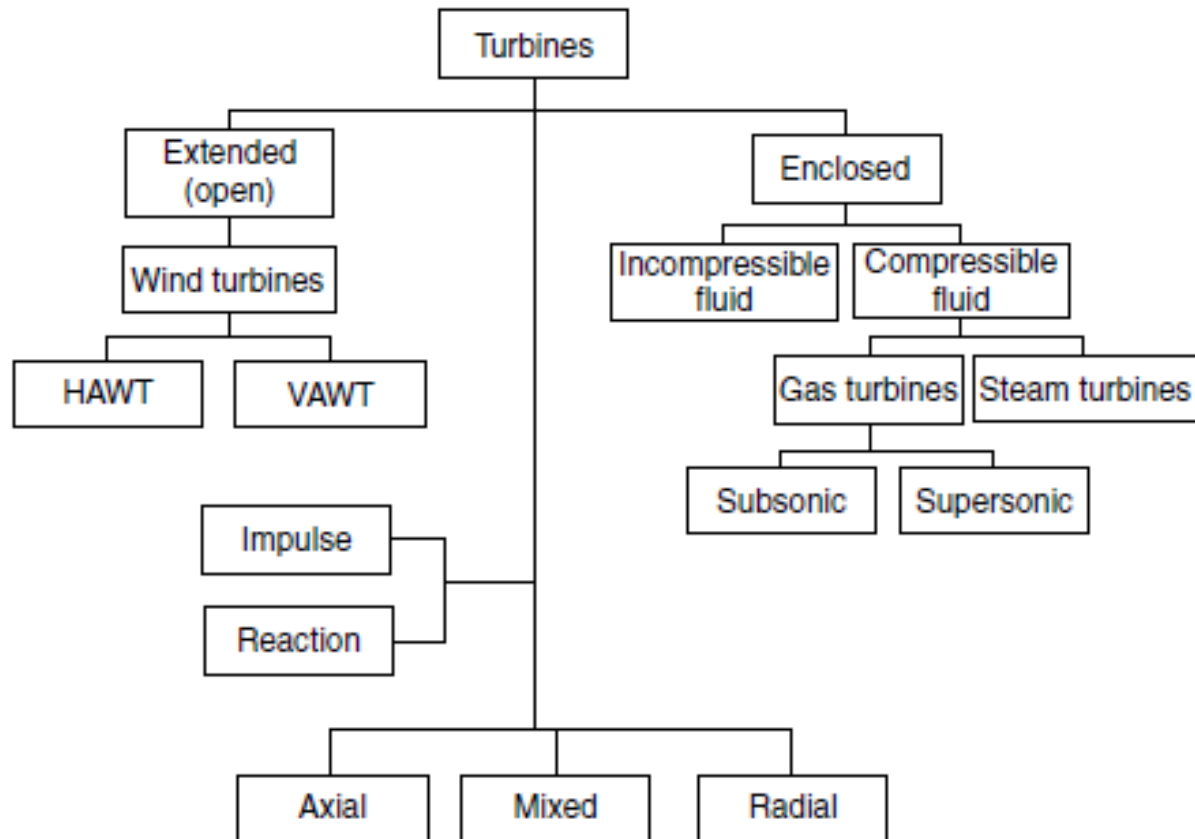 Turbines
Extended
(open)
Enclosed
Wind turbines
Incompressible
fluid
Compressible
fluid
HAWT
VAWT
Gas turbines
Steam turbines
Subsonic
Supersonic
Impulse
Reaction
Axial
Mixed
Radial